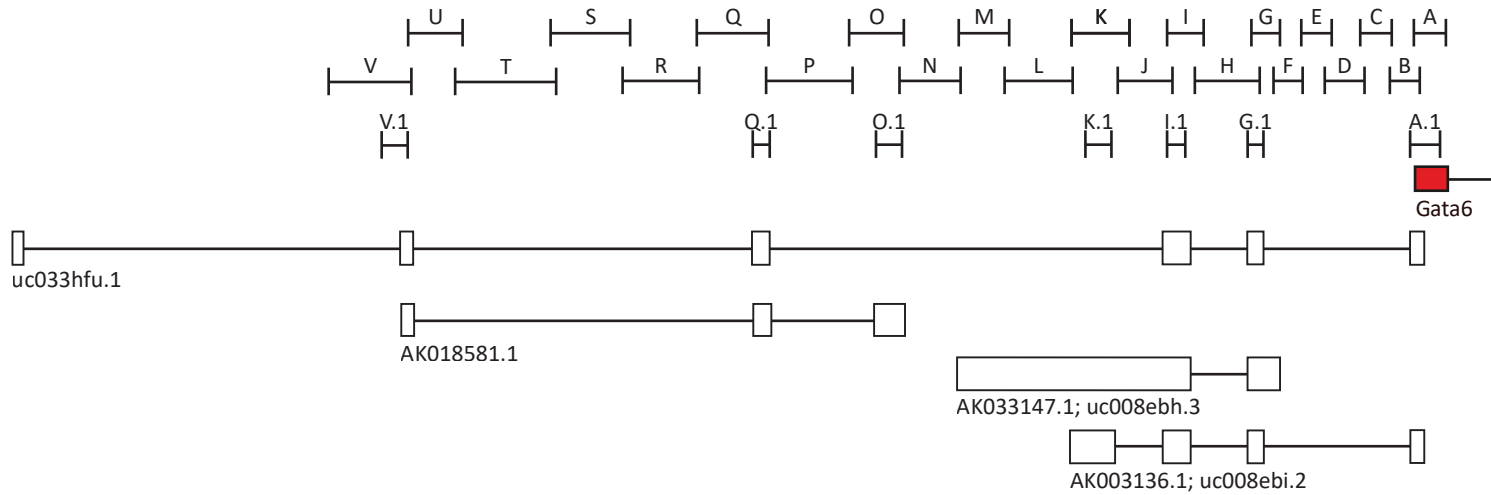 U S Q O M K I G E C A
V T R P N L J H F D B
V.1 Q.1 O.1 K.1 I.1 G.1 A.1
Gata6
uc033hfu.1
AK018581.1
AK033147.1; uc008ebh.3
AK003136.1; uc008ebi.2